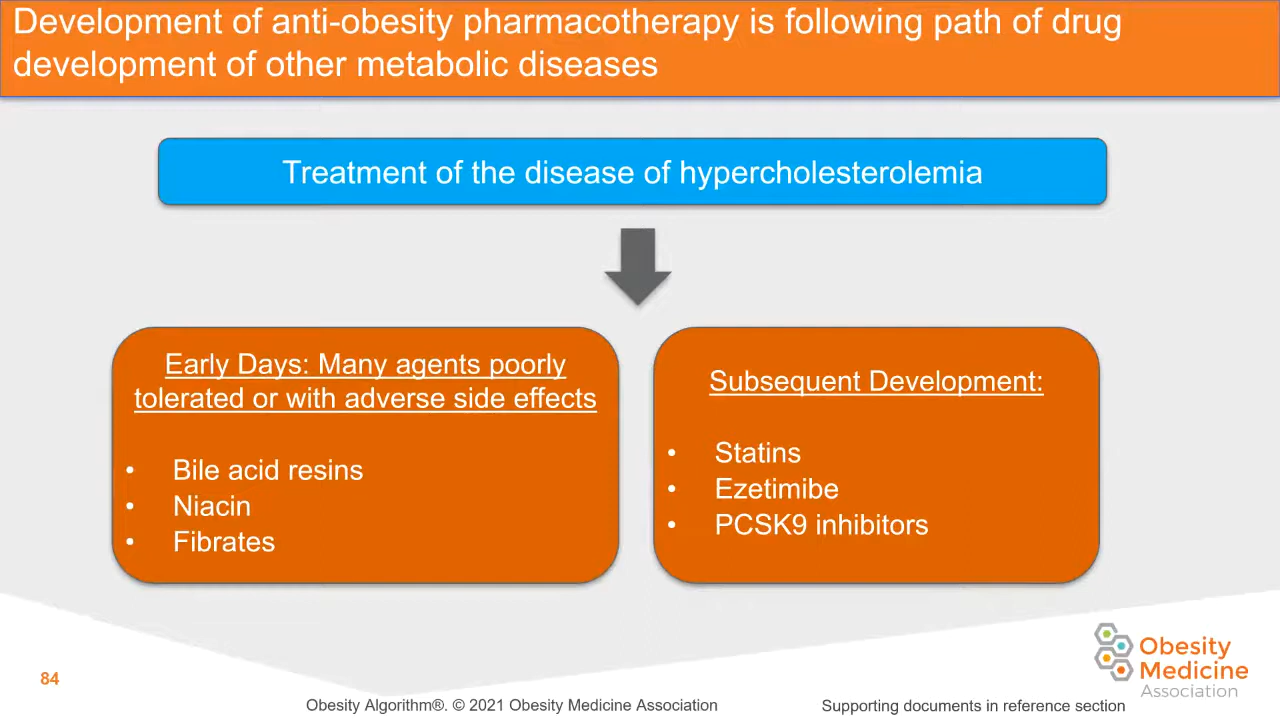 Development of anti-obesity pharmacotherapy is following path of drug
development of other metabolic diseases
Treatment of the disease of hypercholesterolemia
Early Days: Many agents poorly
tolerated or with adverse side effects
• Bile acid resins
• Niacin
• Fibrates
Subsequent Development:
• Statins
• Ezetimibe
• PCSK9 inhibitors
Obesity
Medicine
Association
84
Obesity Algorithm®. © 2021 Obesity Medicine Association
Supporting documents in reference section